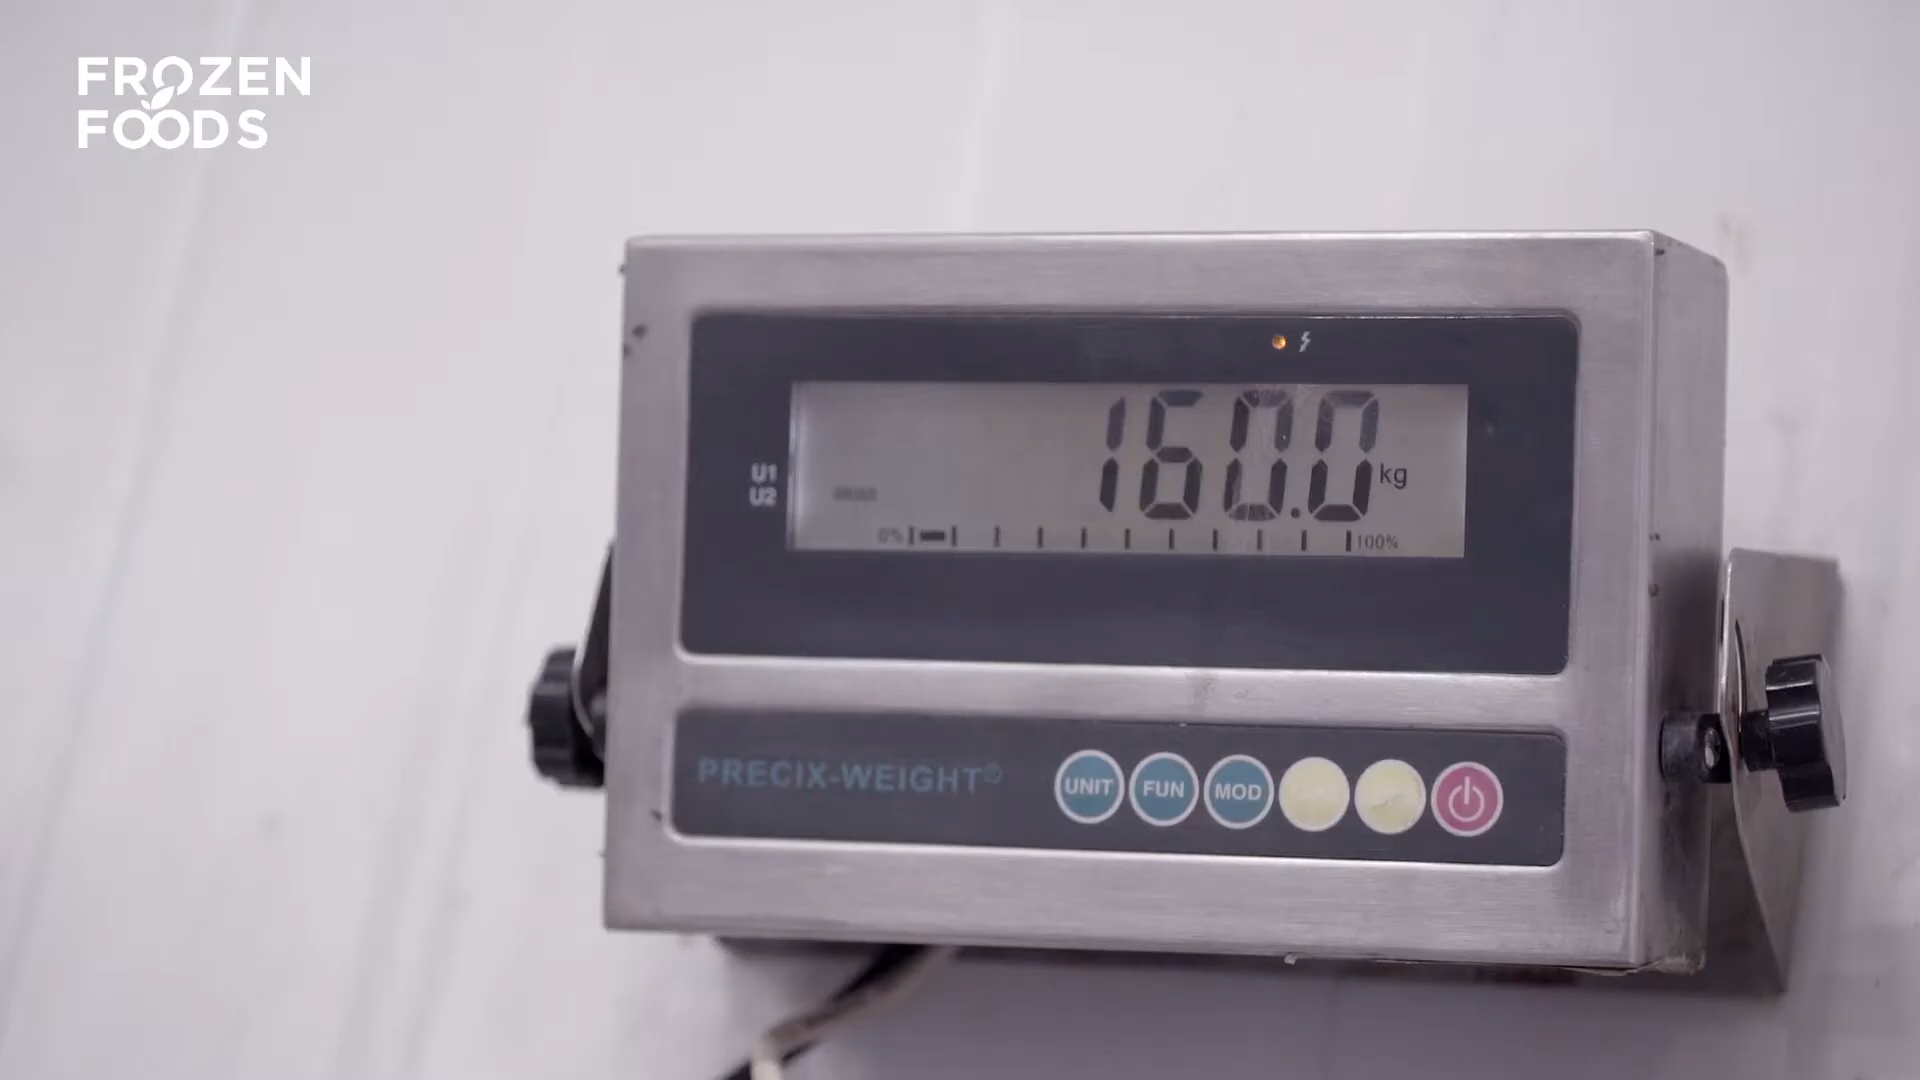 FROZEN
FOODS
160.0 kg
U1
U2
0% 100%
PRECIX-WEIGHT®
UNIT FUN MOD